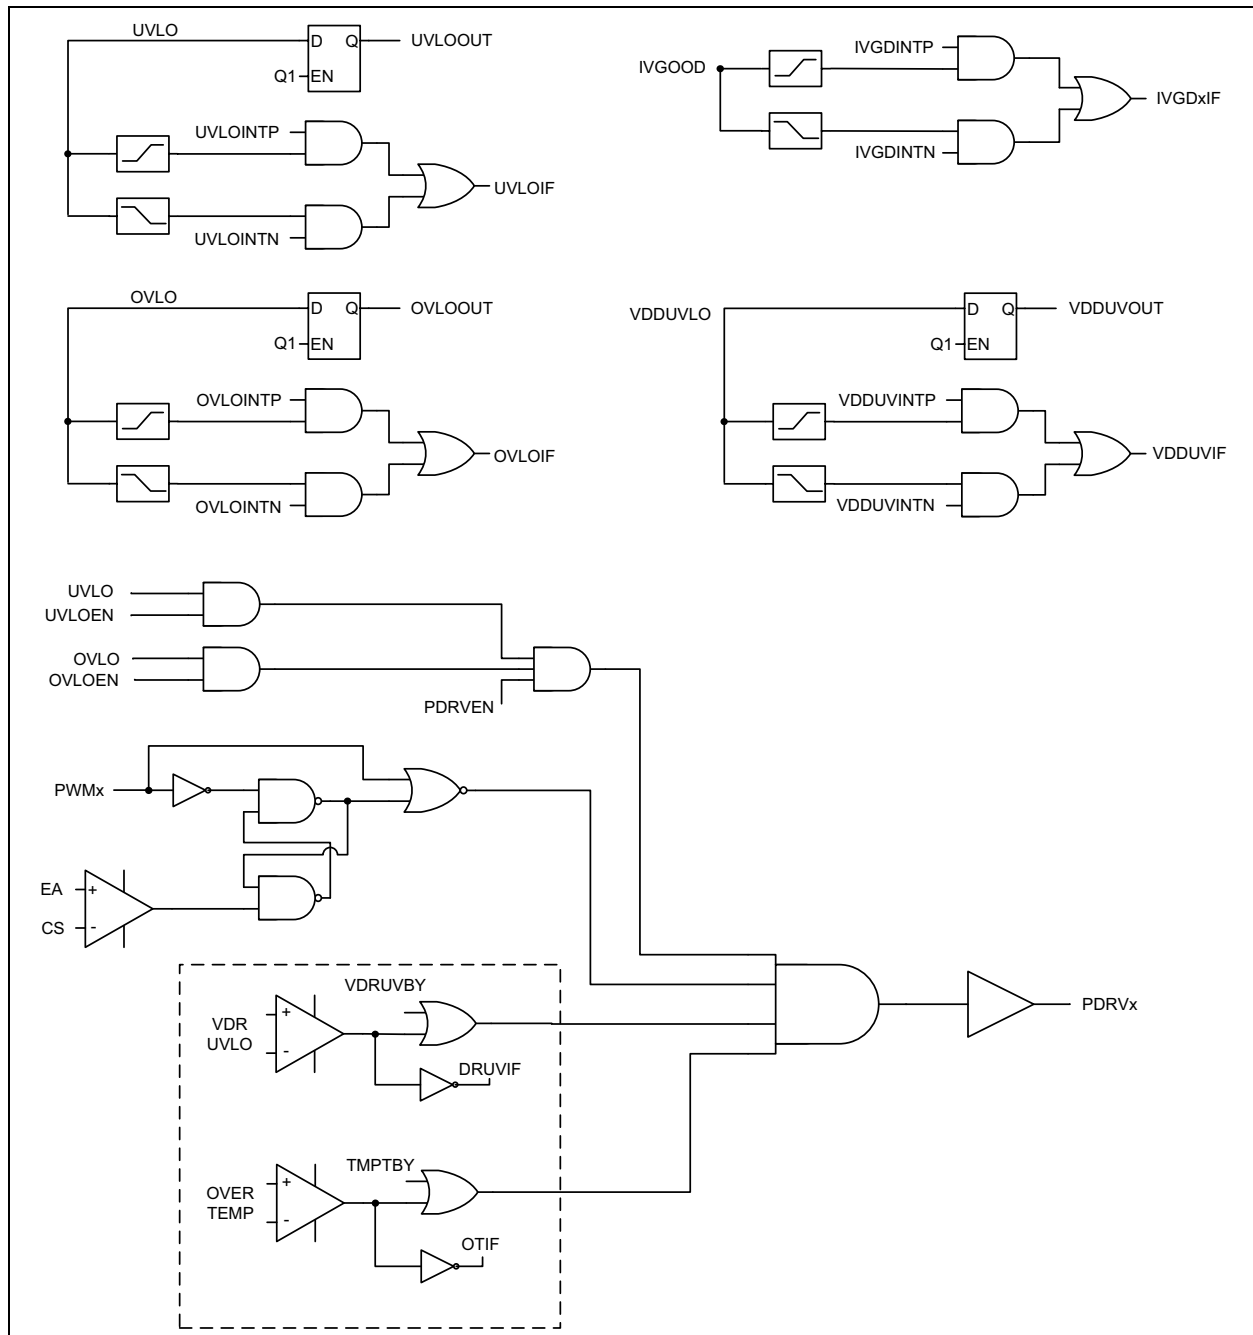 UVLO
D Q
UVLOOUT
Q1
EN
UVLOINTP
UVLOIF
UVLOINTN
IVGOOD
IVGDINTP
IVGDxIF
IVGDINTN
OVLO
D Q
OVLOOUT
Q1
EN
OVLOINTP
OVLOIF
OVLOINTN
VDDUVLO
D Q
VDDUVOUT
Q1
EN
VDDUVINTP
VDDUVIF
VDDUVINTN
UVLO
UVLOEN
OVLO
OVLOEN
PDRVEN
PWMx
EA
+
CS
-
VDRUVBY
VDR
UVLO
+
-
DRUVIF
PDRVx
TMPTBY
OVER
TEMP
+
-
OTIF